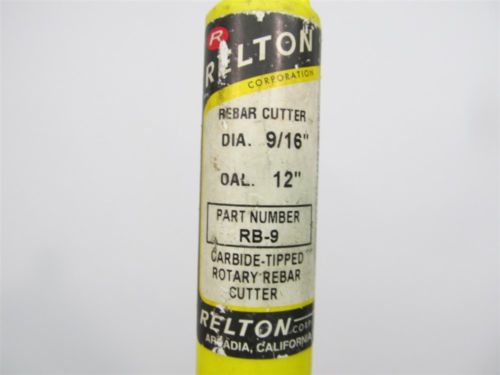 R
RELTON
CORPORATION
REBAR CUTTER
DIA. 9/16"
OAL. 12"
PART NUMBER
RB-9
CARBIDE-TIPPED
ROTARY REBAR
CUTTER
RELTON CORP.
ARCADIA, CALIFORNIA